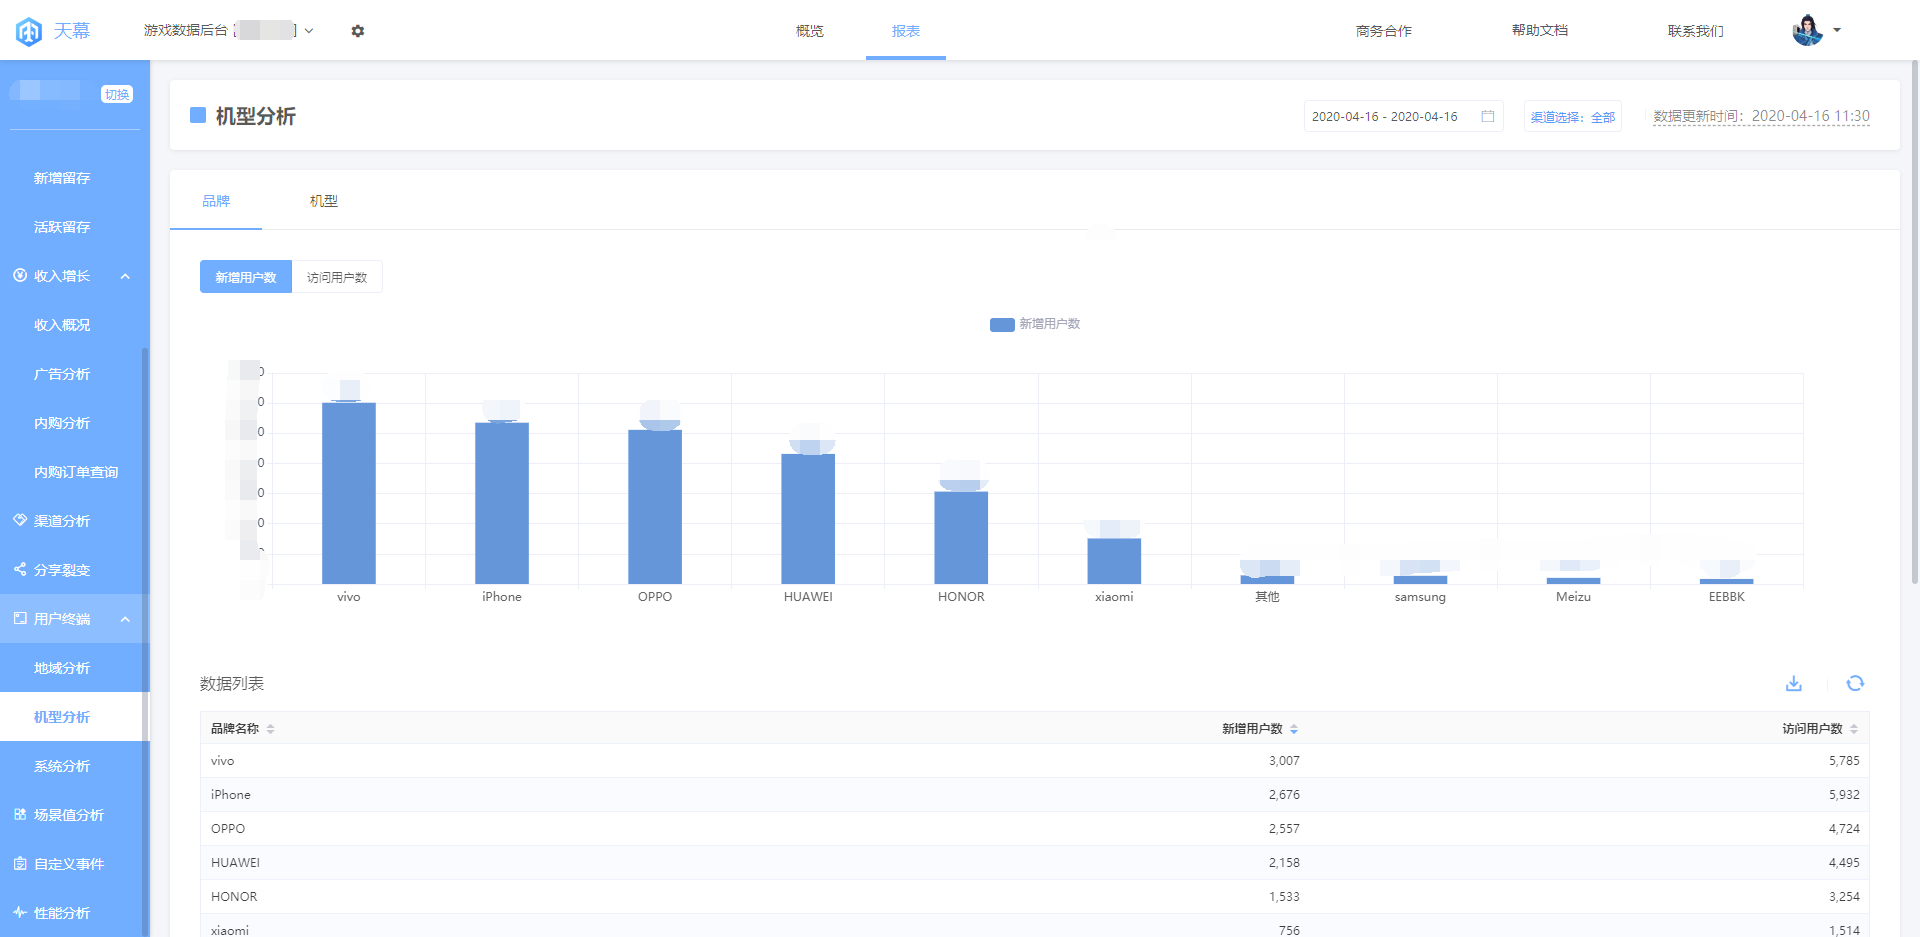 天幕
游戏数据后台 [ ]
概览
报表
商务合作
帮助文档
联系我们
切换
新增留存
活跃留存
收入增长
收入概况
广告分析
内购分析
内购订单查询
渠道分析
分享裂变
用户终端
地域分析
机型分析
系统分析
场景值分析
自定义事件
性能分析
机型分析
2020-04-16 - 2020-04-16
渠道选择：全部
数据更新时间：2020-04-16 11:30
品牌
机型
新增用户数
访问用户数
新增用户数
0
0
0
0
0
0
vivo
iPhone
OPPO
HUAWEI
HONOR
xiaomi
其他
samsung
Meizu
EEBBK
数据列表
品牌名称 新增用户数 访问用户数
vivo 3,007 5,785
iPhone 2,676 5,932
OPPO 2,557 4,724
HUAWEI 2,158 4,495
HONOR 1,533 3,254
xiaomi 756 1,514